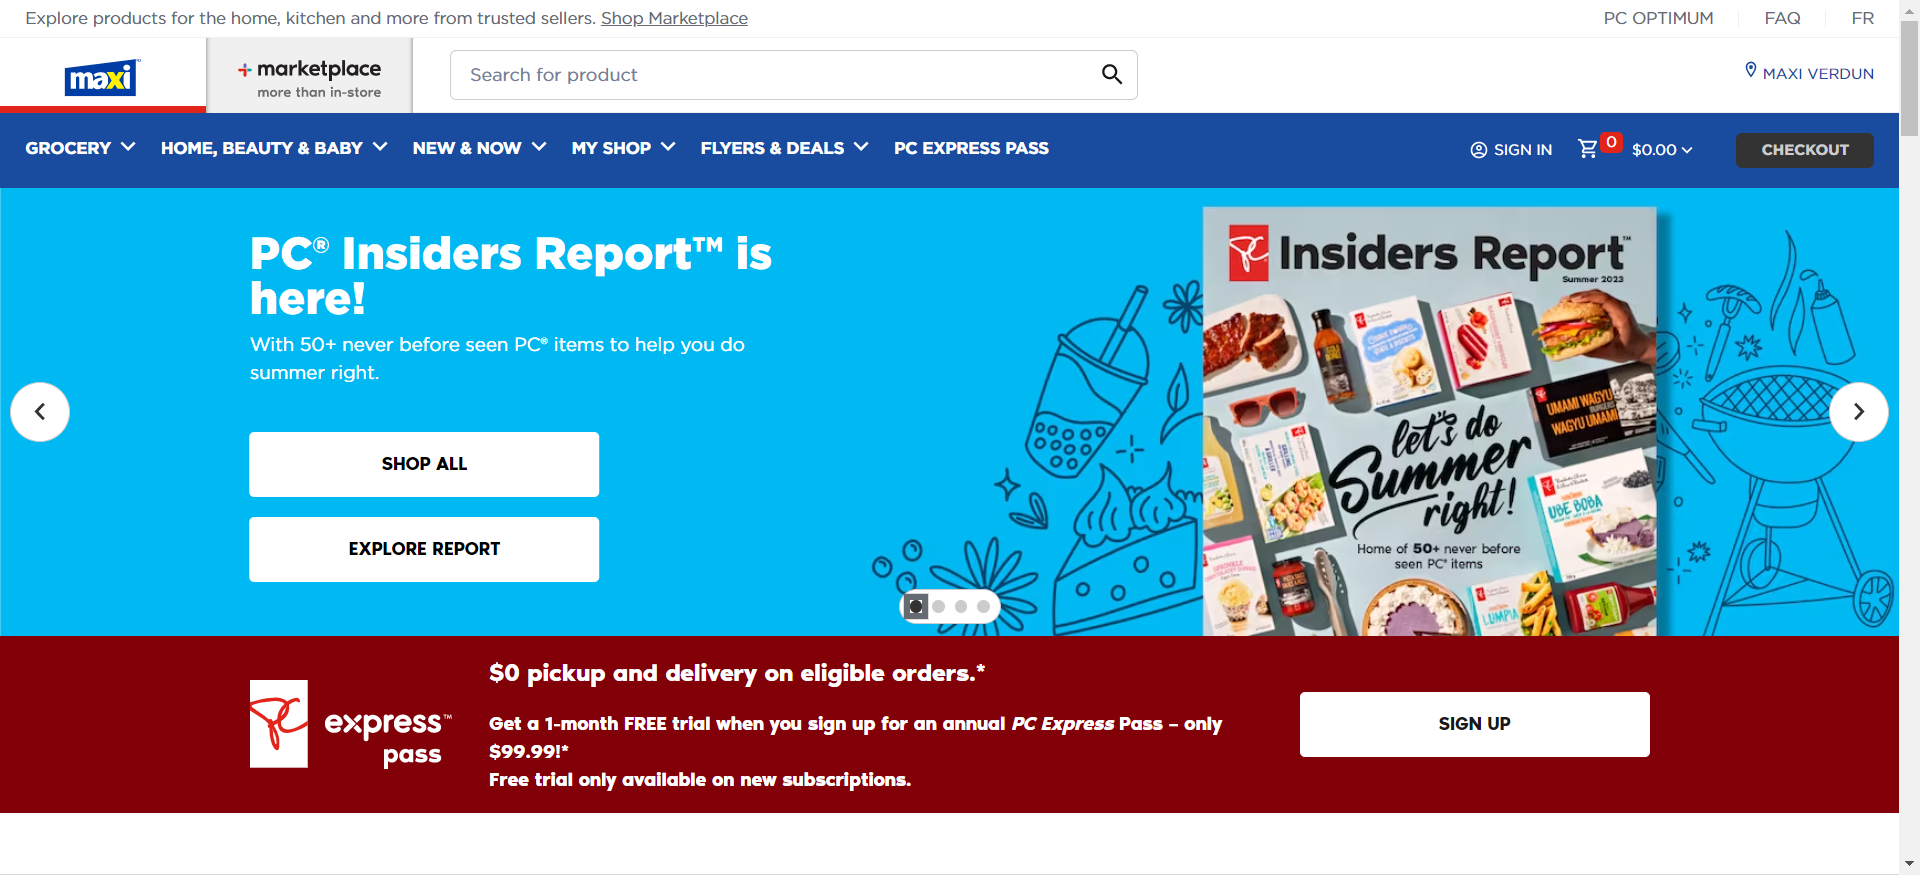 Explore products for the home, kitchen and more from trusted sellers. Shop Marketplace
PC OPTIMUM
FAQ
FR
maxi
marketplace
more than in-store
Search for product
MAXI VERDUN
GROCERY
HOME, BEAUTY & BABY
NEW & NOW
MY SHOP
FLYERS & DEALS
PC EXPRESS PASS
SIGN IN
0
$0.00
CHECKOUT
PC® Insiders Report™ is
here!
With 50+ never before seen PC® items to help you do
summer right.
SHOP ALL
EXPLORE REPORT
PC Insiders Report™
Summer 2023
UMAMI WAGYU
BURGERS
WAGYU UMAMI
let's do
Summer
right!
UBE BOBA
Home of 50+ never before
seen PC® items
LUMPIA
PC express™
pass
$0 pickup and delivery on eligible orders.*
Get a 1-month FREE trial when you sign up for an annual PC Express Pass – only
$99.99!*
Free trial only available on new subscriptions.
SIGN UP